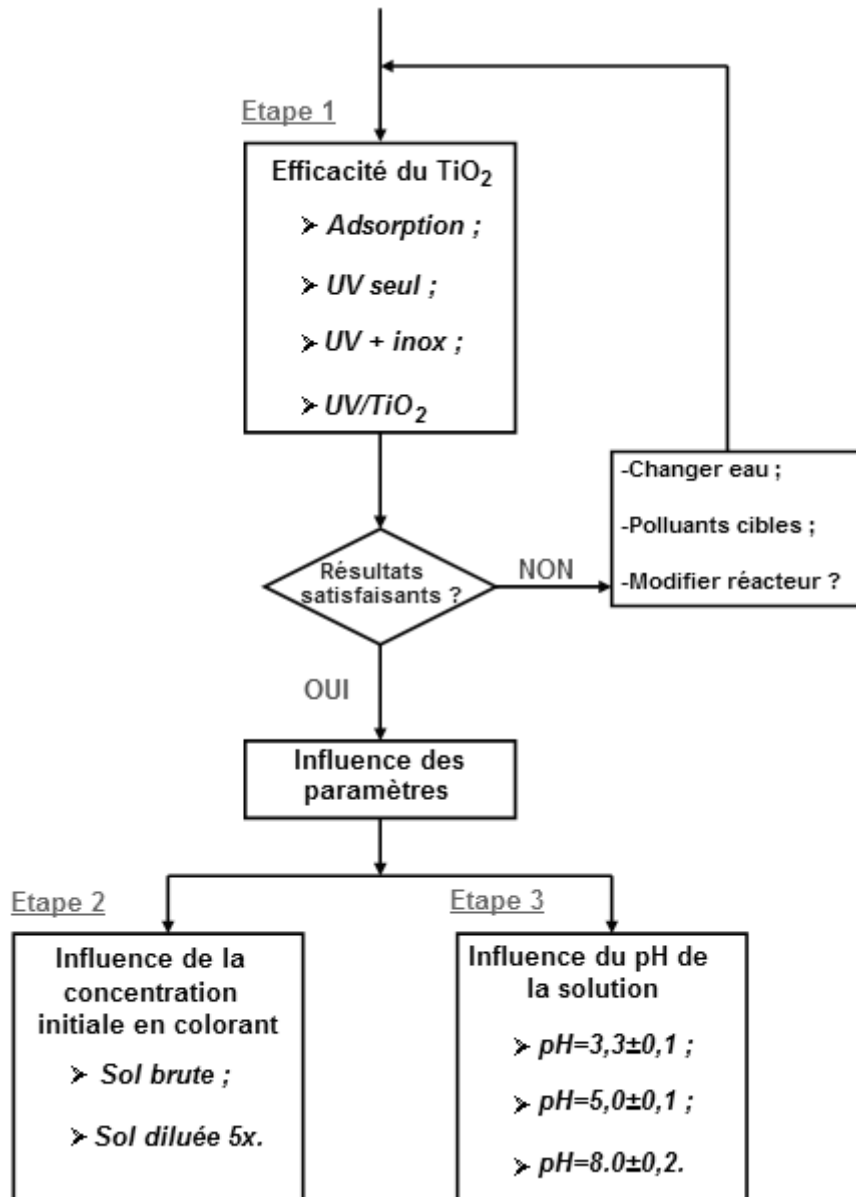 Etape 1
Efficacité du TiO2
➢ Adsorption ;
➢ UV seul ;
➢ UV + inox ;
➢ UV/TiO2
-Changer eau ;
-Polluants cibles ;
-Modifier réacteur ?
Résultats
satisfaisants ?
NON
OUI
Influence des
paramètres
Etape 2
Influence de la
concentration
initiale en colorant
➢ Sol brute ;
➢ Sol diluée 5x.
Etape 3
Influence du pH de
la solution
➢ pH=3,3±0,1 ;
➢ pH=5,0±0,1 ;
➢ pH=8.0±0,2.